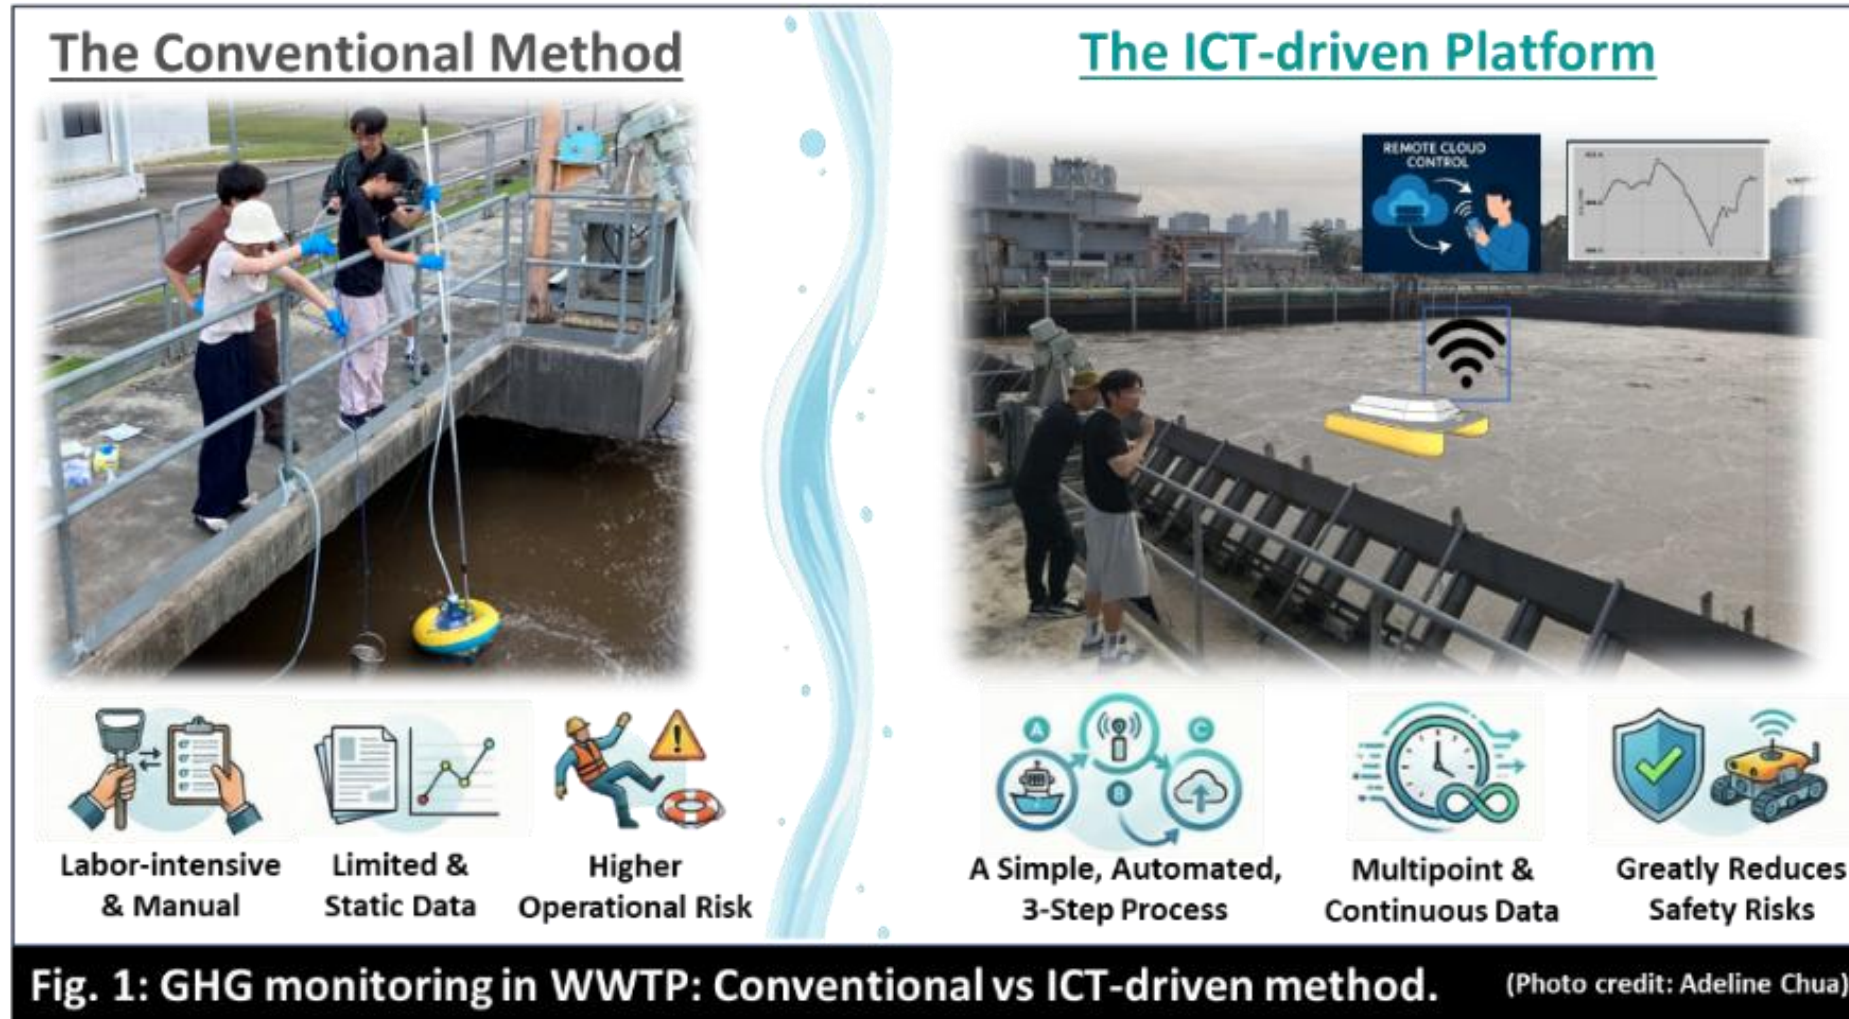 The Conventional Method
The ICT-driven Platform
REMOTE CLOUD
CONTROL
Labor-intensive
& Manual
Limited &
Static Data
Higher
Operational Risk
A
B
C
A Simple, Automated,
3-Step Process
Multipoint &
Continuous Data
Greatly Reduces
Safety Risks
Fig. 1: GHG monitoring in WWTP: Conventional vs ICT-driven method.
(Photo credit: Adeline Chua)